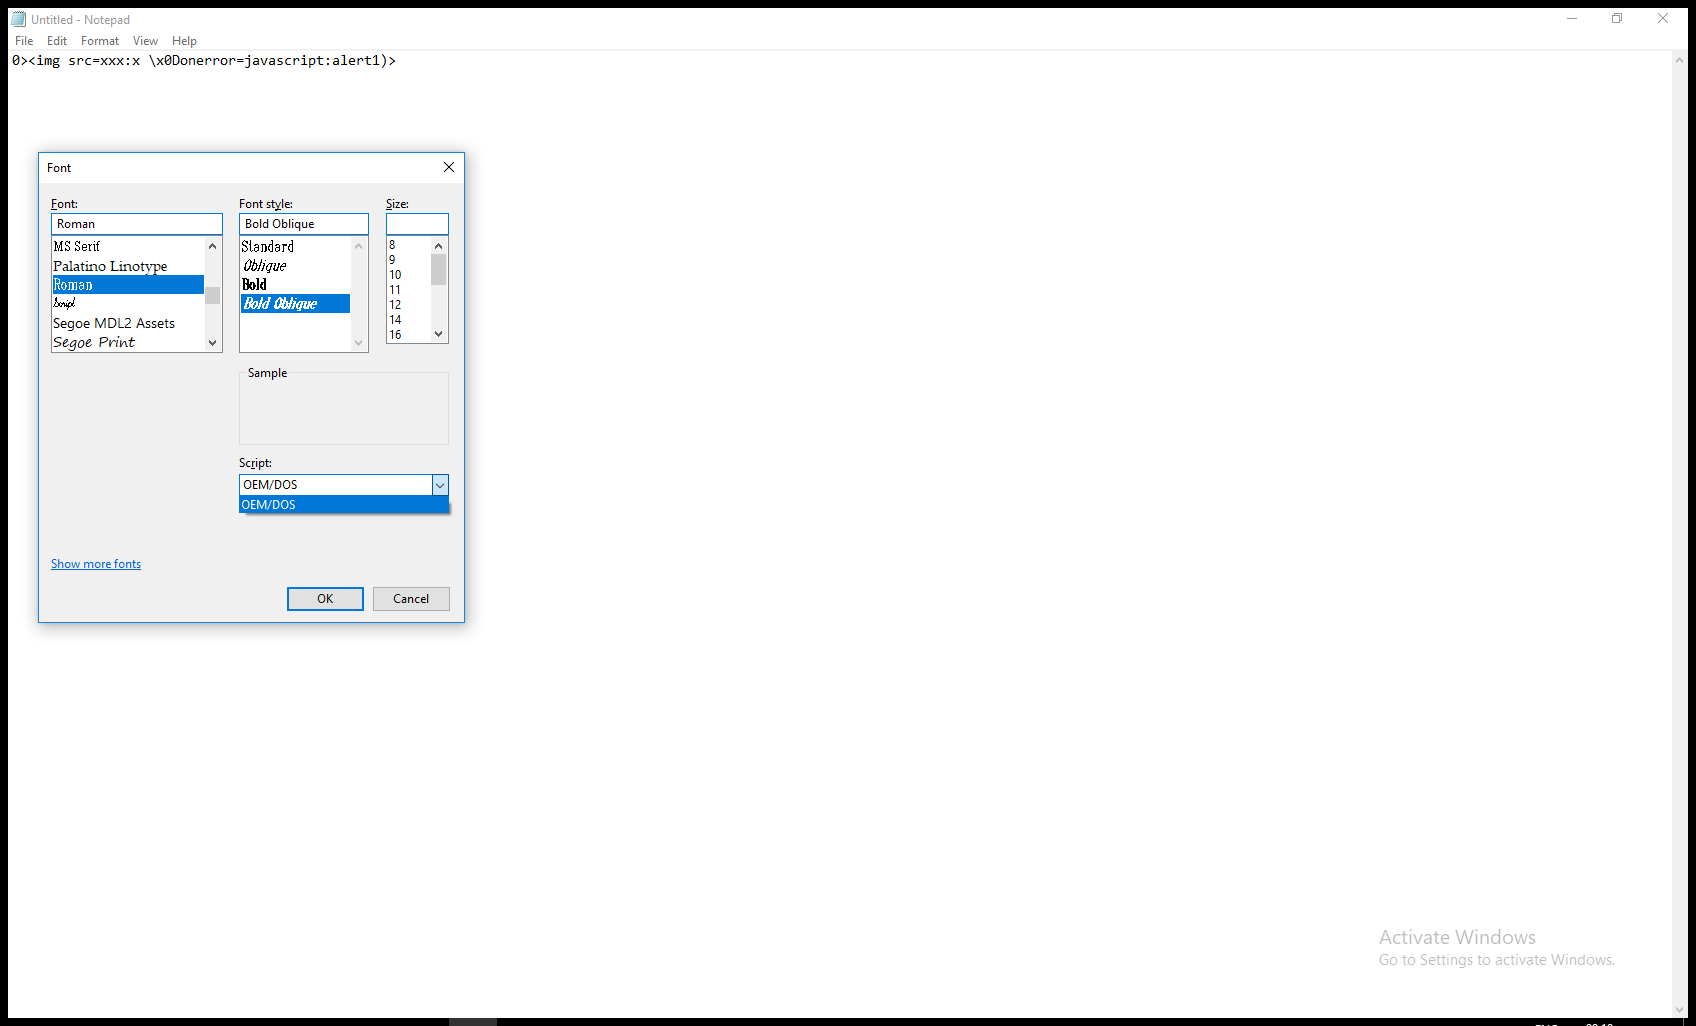 Untitled - Notepad
File Edit Format View Help
0><img src=xxx:x \x0Donerror=javascript:alert1)>
Font
Font: Font style: Size:
Roman Bold Oblique
MS Serif
Palatino Linotype
Roman
Script
Segoe MDL2 Assets
Segoe Print
Standard
Oblique
Bold
Bold Oblique
8
9
10
11
12
14
16
Sample
Script:
OEM/DOS
OEM/DOS
Show more fonts
OK Cancel
Activate Windows
Go to Settings to activate Windows.